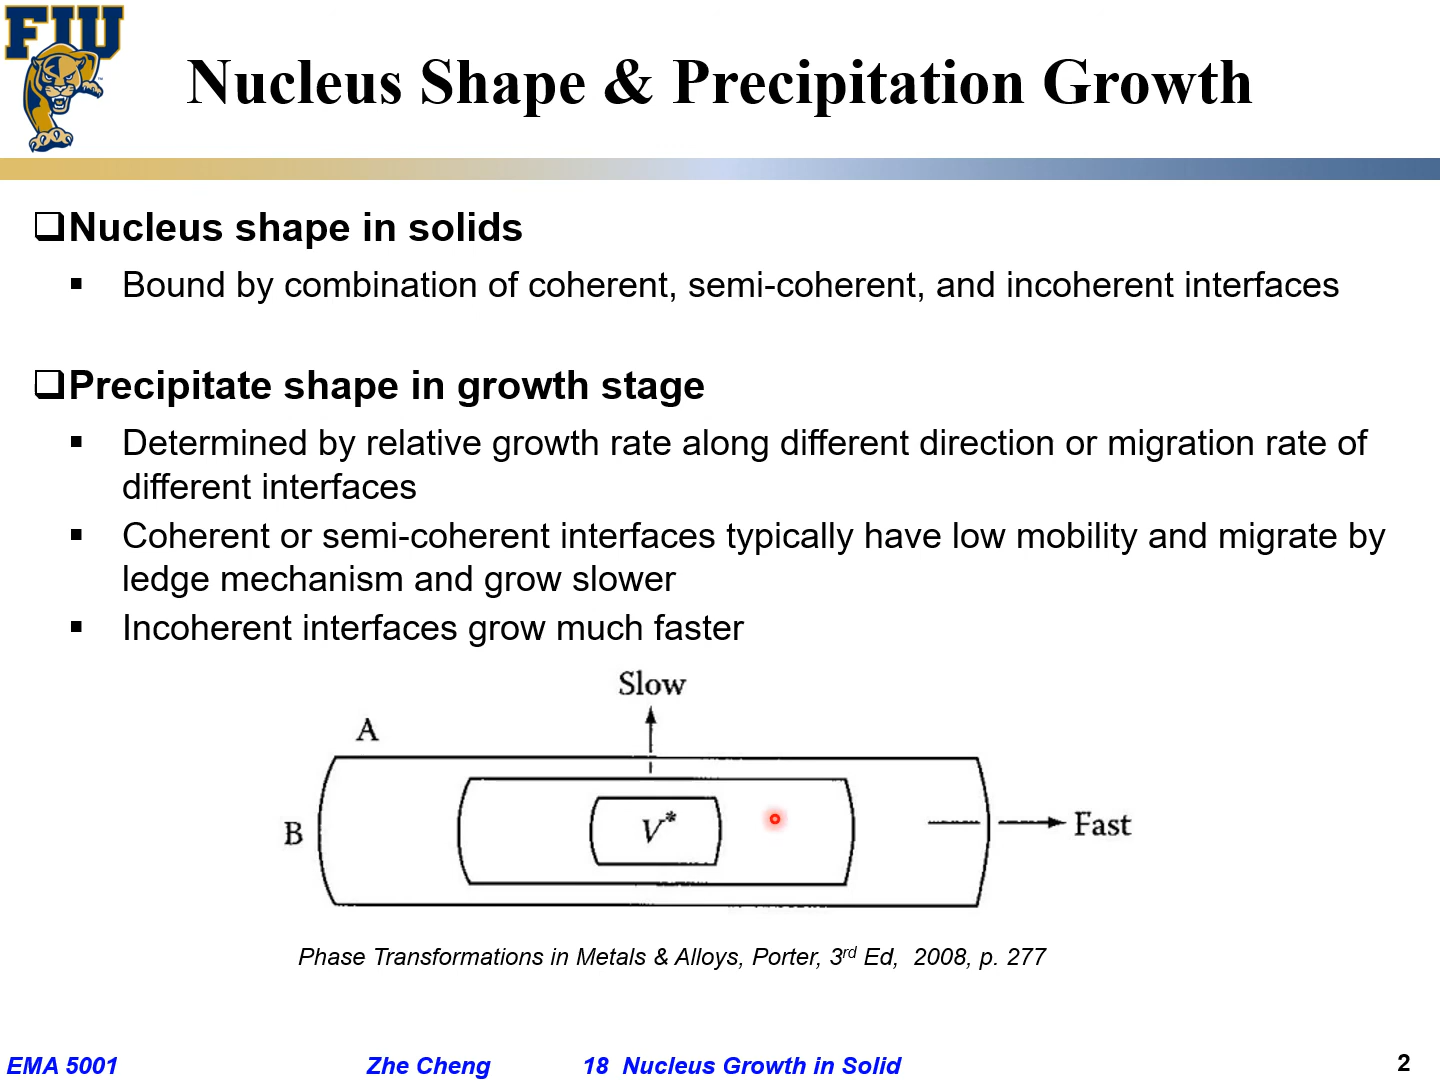 FIU
Nucleus Shape & Precipitation Growth
❑Nucleus shape in solids
▪ Bound by combination of coherent, semi-coherent, and incoherent interfaces
❑Precipitate shape in growth stage
▪ Determined by relative growth rate along different direction or migration rate of
different interfaces
▪ Coherent or semi-coherent interfaces typically have low mobility and migrate by
ledge mechanism and grow slower
▪ Incoherent interfaces grow much faster
Slow
A
B
V*
Fast
Phase Transformations in Metals & Alloys, Porter, 3rd Ed, 2008, p. 277
EMA 5001 Zhe Cheng 18 Nucleus Growth in Solid 2